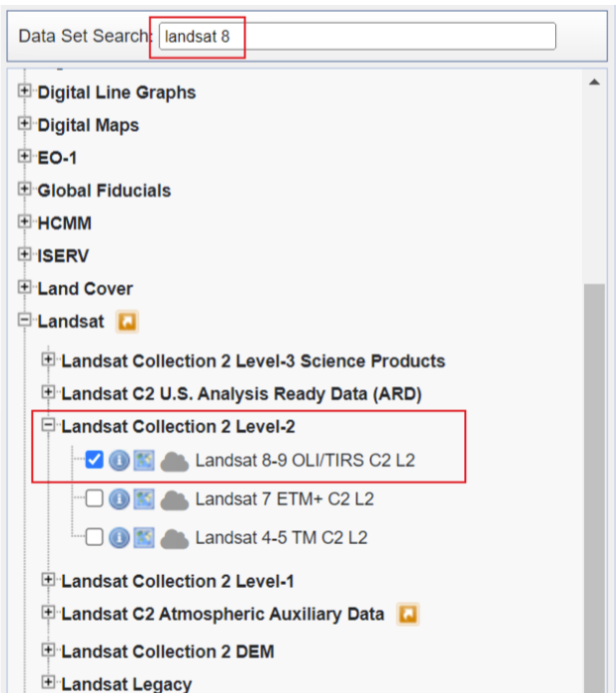 Data Set Search: landsat 8
Digital Line Graphs
Digital Maps
EO-1
Global Fiducials
HCMM
ISERV
Land Cover
Landsat
Landsat Collection 2 Level-3 Science Products
Landsat C2 U.S. Analysis Ready Data (ARD)
Landsat Collection 2 Level-2
Landsat 8-9 OLI/TIRS C2 L2
Landsat 7 ETM+ C2 L2
Landsat 4-5 TM C2 L2
Landsat Collection 2 Level-1
Landsat C2 Atmospheric Auxiliary Data
Landsat Collection 2 DEM
Landsat Legacy